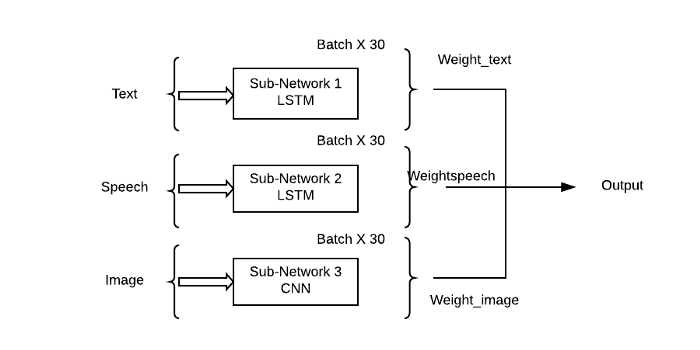 Batch X 30
Weight_text
Text
Sub-Network 1
LSTM
Batch X 30
Speech
Sub-Network 2
LSTM
Weightspeech
Output
Batch X 30
Image
Sub-Network 3
CNN
Weight_image